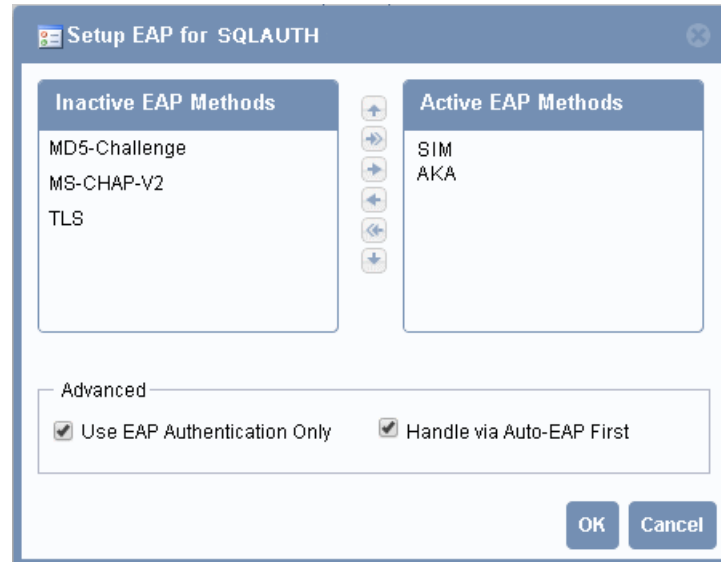 Setup EAP for SQLAUTH
Inactive EAP Methods
MD5-Challenge
MS-CHAP-V2
TLS
Active EAP Methods
SIM
AKA
Advanced
Use EAP Authentication Only
Handle via Auto-EAP First
OK
Cancel